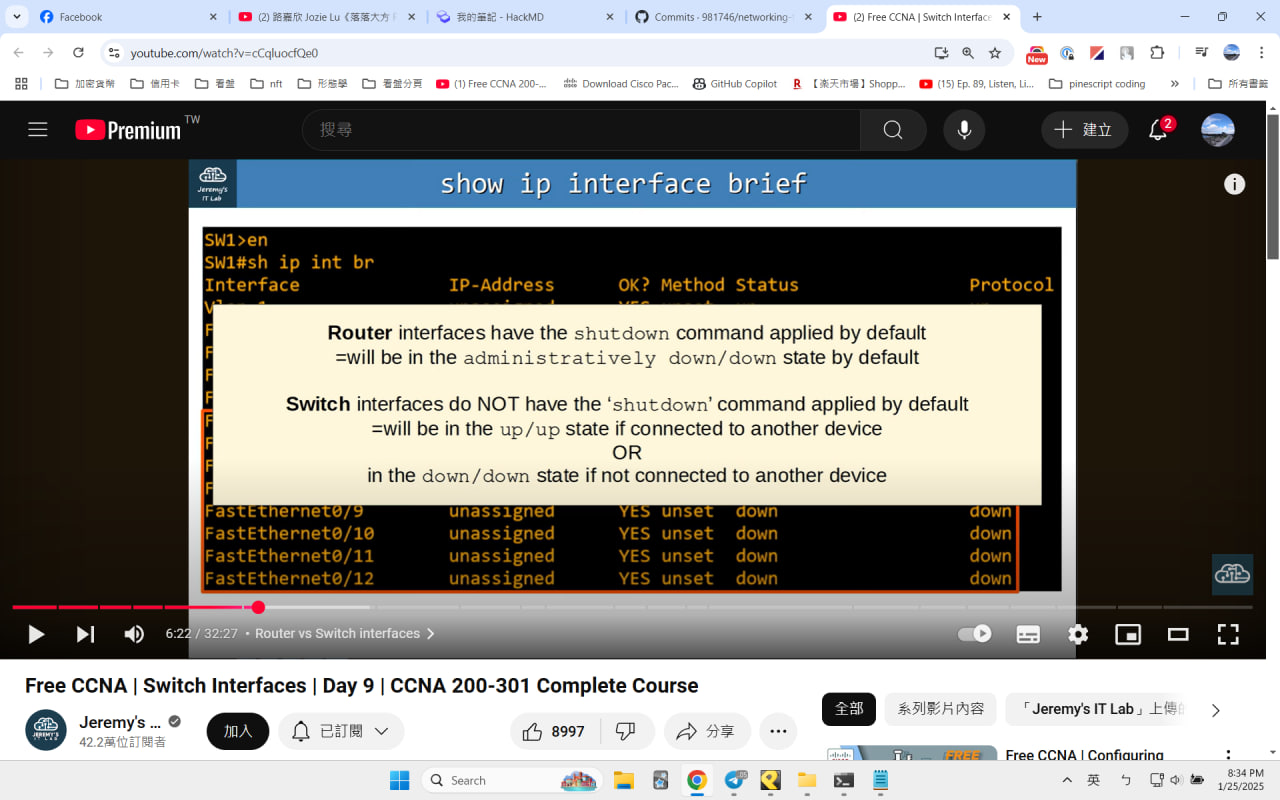 Facebook
(2) 路嘉欣 Jozie Lu《落落大方 F
我的筆記 - HackMD
Commits · 981746/networking-
(2) Free CCNA | Switch Interface
youtube.com/watch?v=cCqluocfQe0
New
加密貨幣
信用卡
看盤
nft
形態學
看盤分頁
(1) Free CCNA 200-...
Download Cisco Pac...
GitHub Copilot
【楽天市場】Shopp...
(15) Ep. 89, Listen, Li...
pinescript coding
»
所有書籤
Premium TW
搜尋
建立
2
Jeremy's
IT Lab
show ip interface brief
SW1>en
SW1#sh ip int br
Interface IP-Address OK? Method Status Protocol
Router interfaces have the shutdown command applied by default
=will be in the administratively down/down state by default
Switch interfaces do NOT have the ‘shutdown’ command applied by default
=will be in the up/up state if connected to another device
OR
in the down/down state if not connected to another device
FastEthernet0/9 unassigned YES unset down down
FastEthernet0/10 unassigned YES unset down down
FastEthernet0/11 unassigned YES unset down down
FastEthernet0/12 unassigned YES unset down down
6:22 / 32:27 • Router vs Switch interfaces
Free CCNA | Switch Interfaces | Day 9 | CCNA 200-301 Complete Course
Jeremy's ...
42.2萬位訂閱者
加入
已訂閱
8997
分享
全部
系列影片內容
「Jeremy's IT Lab」上傳的
FREE
Free CCNA | Configuring
Search
英
ㄅ
8:34 PM
1/25/2025